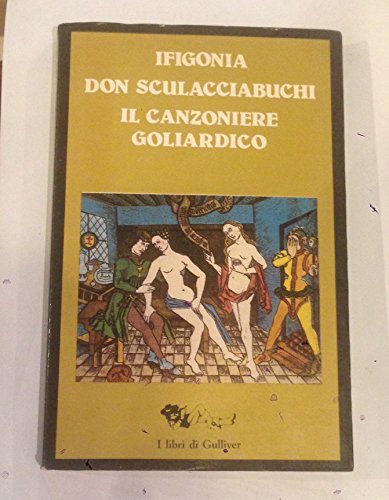 IFIGONIA
DON SCULACCIABUCHI
IL CANZONIERE
GOLIARDICO
I libri di Gulliver